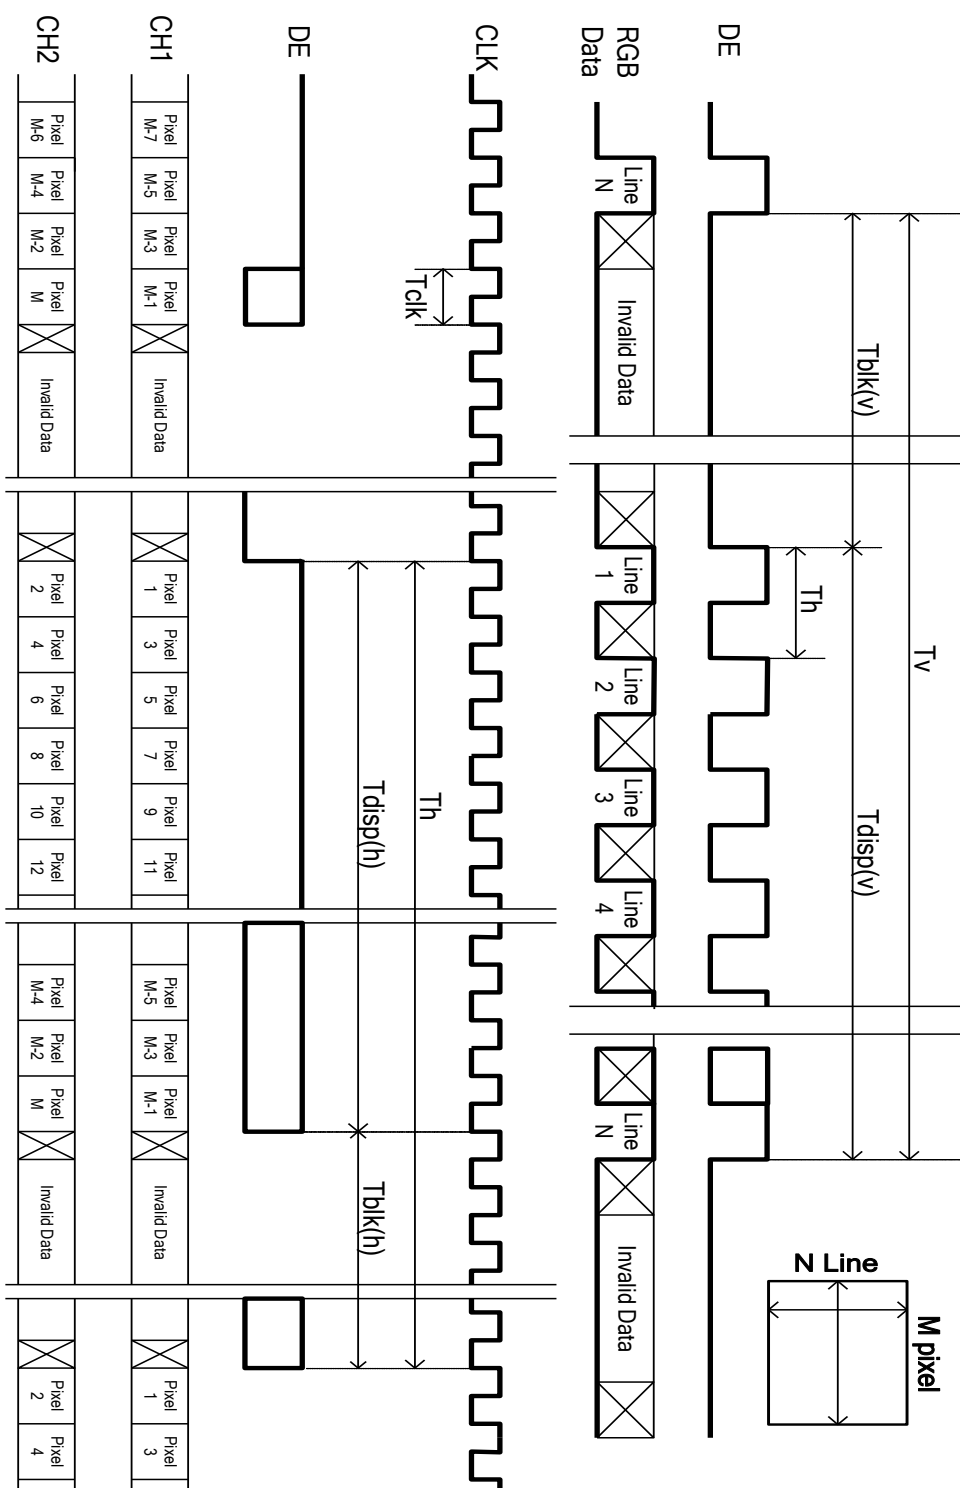 Tv
M pixel
Tblk(v)
Tdisp(v)
Th
N Line
DE
RGB
Data
Line
N
Invalid Data
Line
1
Line
2
Line
3
Line
4
Line
N
Invalid Data
CLK
Tclk
Th
Tdisp(h)
Tblk(h)
DE
CH1
Pixel
M-7
Pixel
M-5
Pixel
M-3
Pixel
M-1
Invalid Data
Pixel
1
Pixel
3
Pixel
5
Pixel
7
Pixel
9
Pixel
11
Pixel
M-5
Pixel
M-3
Pixel
M-1
Invalid Data
Pixel
1
Pixel
3
CH2
Pixel
M-6
Pixel
M-4
Pixel
M-2
Pixel
M
Invalid Data
Pixel
2
Pixel
4
Pixel
6
Pixel
8
Pixel
10
Pixel
12
Pixel
M-4
Pixel
M-2
Pixel
M
Invalid Data
Pixel
2
Pixel
4